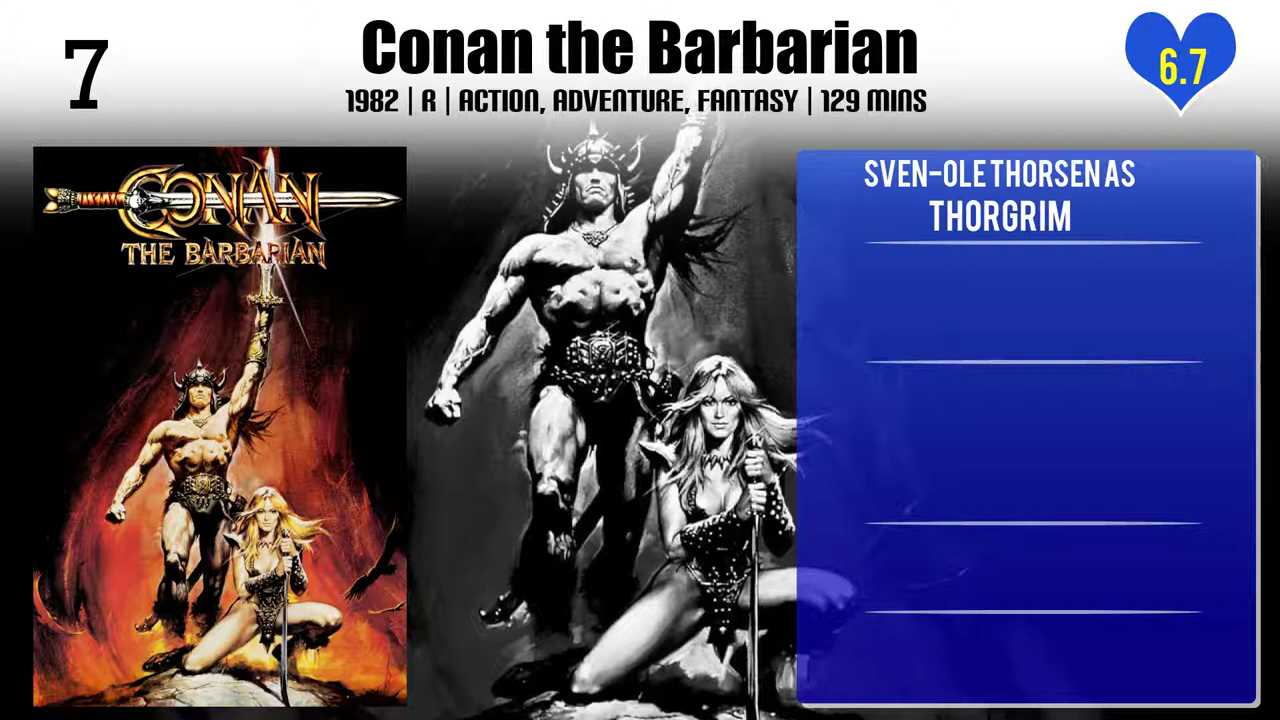 7
Conan the Barbarian
1982 | R | ACTION, ADVENTURE, FANTASY | 129 MINS
6.7
CONAN
THE BARBARIAN
SVEN-OLE THORSEN AS
THORGRIM